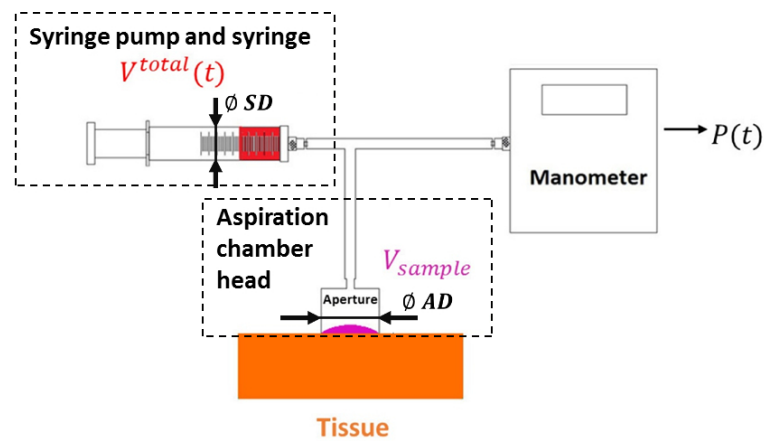 Syringe pump and syringe
V^total(t)
∅ SD
P(t)
Manometer
Aspiration
chamber
head
V_sample
Aperture
∅ AD
Tissue